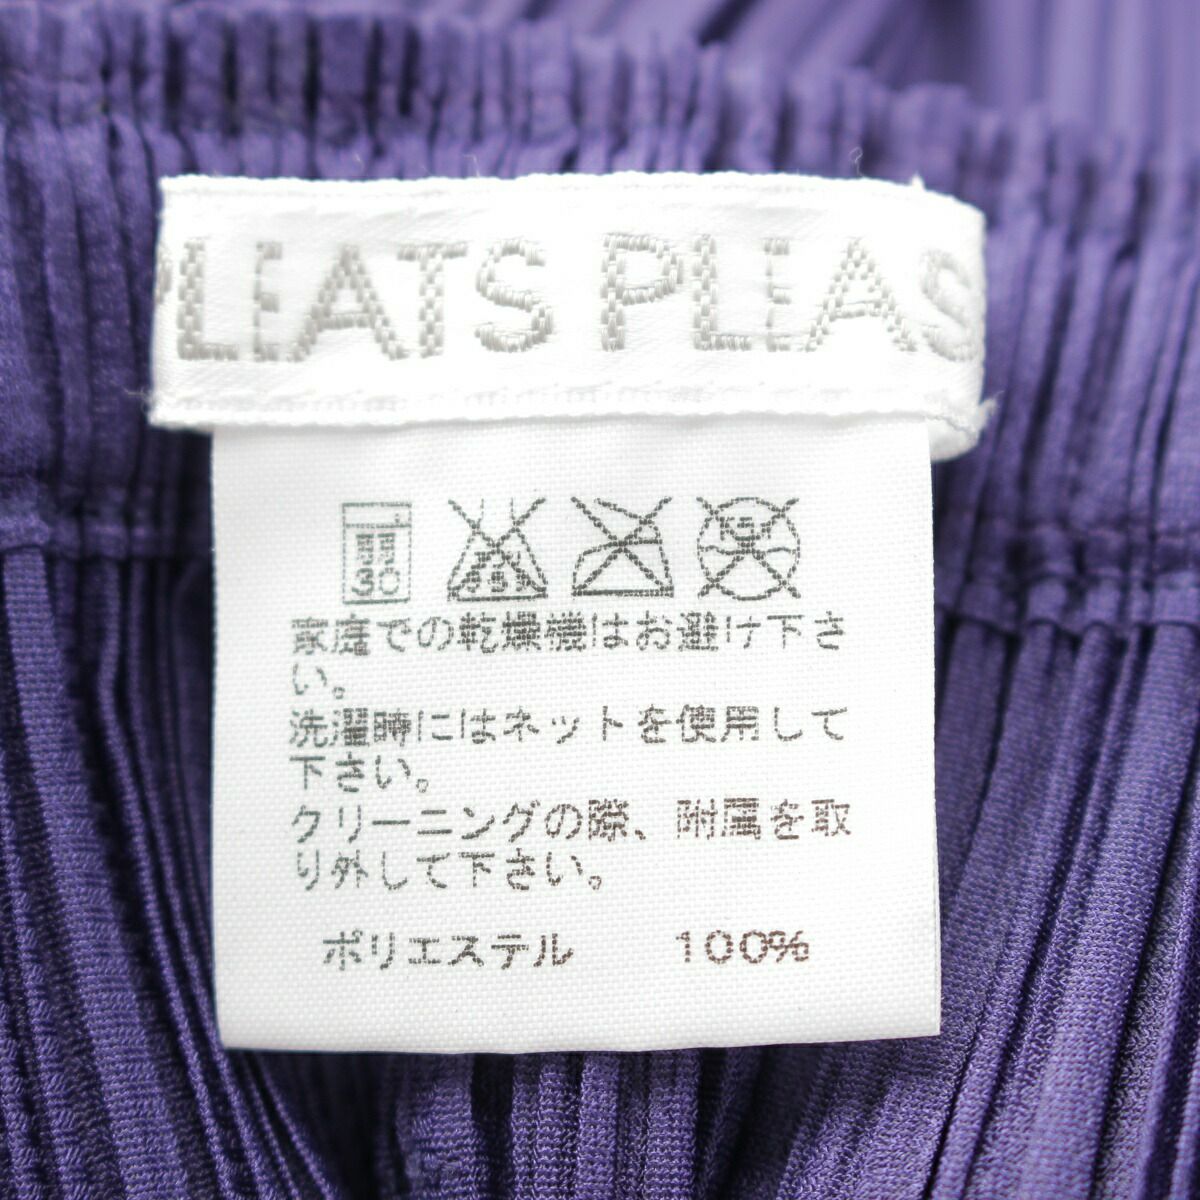 PLEATS PLEAS
30
家庭での乾燥機はお避け下さ
い。
洗濯時にはネットを使用して
下さい。
クリーニングの際、附属を取
り外して下さい。
ポリエステル 100%